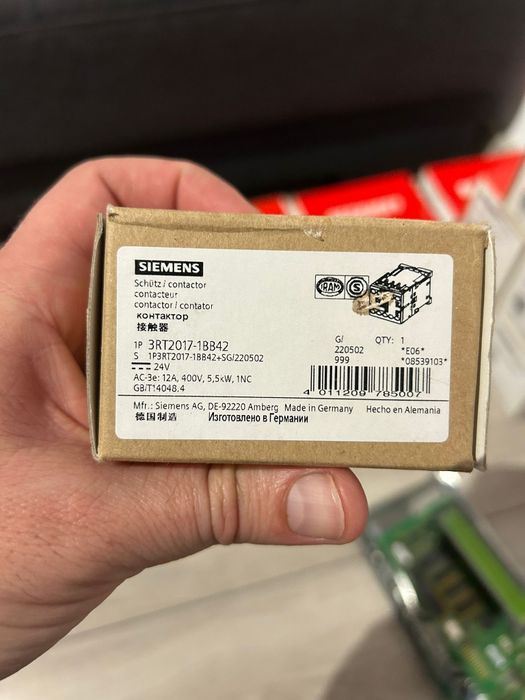 SIEMENS
Schütz / contactor
contacteur
contactor / contator
контактор
接触器
1P 3RT2017-1BB42
S 1P3RT2017-1BB42+SG/220502
24V
AC-3e: 12A, 400V, 5,5kW, 1NC
GB/T14048.4
G/ QTY: 1
220502 *E06*
999 *08539103*
4 011209 785007
Mfr.: Siemens AG, DE-92220 Amberg Made in Germany Hecho en Alemania
德国制造 Изготовлено в Германии